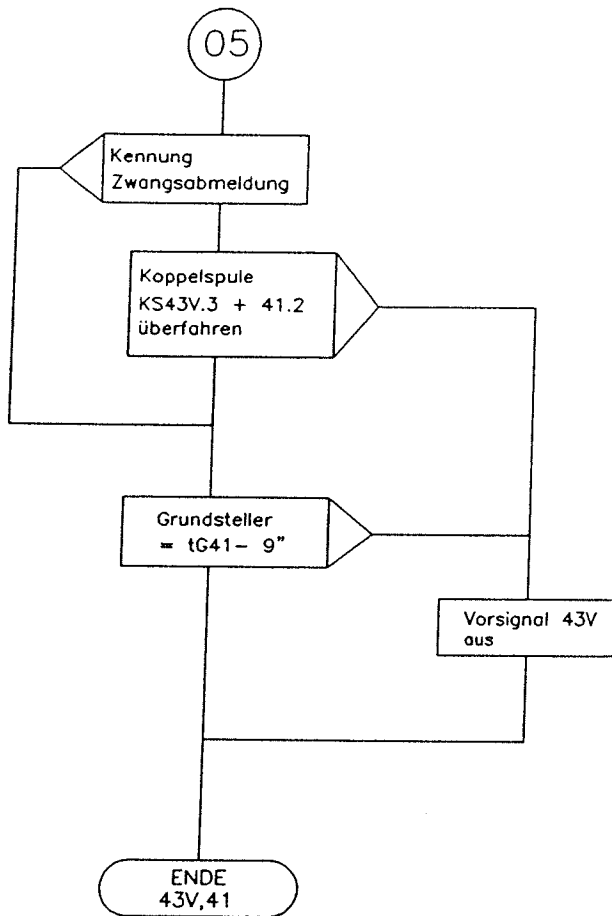 05
Kennung
Zwangsabmeldung
Koppelspule
KS43V.3 + 41.2
überfahren
Grundsteller
= tG41- 9"
Vorsignal 43V
aus
ENDE
43V,41